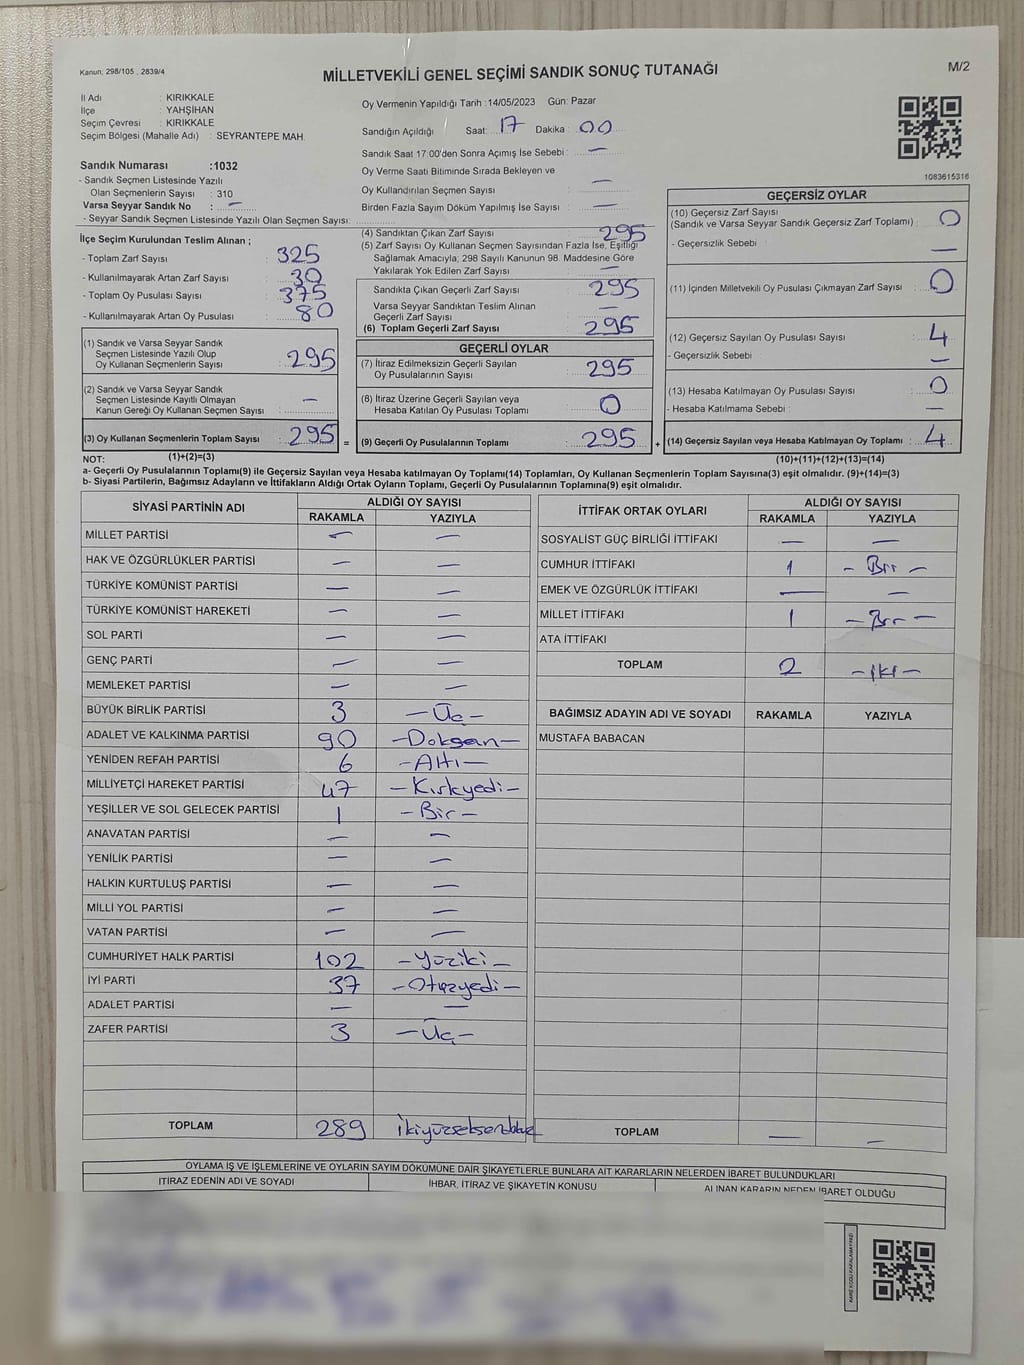 Kanun; 298/105 , 2839/4
MİLLETVEKİLİ GENEL SEÇİMİ SANDIK SONUÇ TUTANAĞI
M/2
İl Adı : KIRIKKALE
İlçe : YAHŞİHAN
Seçim Çevresi : KIRIKKALE
Seçim Bölgesi (Mahalle Adı) : SEYRANTEPE MAH.
Oy Vermenin Yapıldığı Tarih :14/05/2023 Gün: Pazar
Sandığın Açıldığı Saat: 17 Dakika : 00
Sandık Saat 17:00'den Sonra Açımış İse Sebebi : —
Oy Verme Saati Bitiminde Sırada Bekleyen ve
Oy Kullandırılan Seçmen Sayısı : —
Birden Fazla Sayım Döküm Yapılmış İse Sayısı : —
1083615316
Sandık Numarası :1032
- Sandık Seçmen Listesinde Yazılı
Olan Seçmenlerin Sayısı : 310
Varsa Seyyar Sandık No : —
- Seyyar Sandık Seçmen Listesinde Yazılı Olan Seçmen Sayısı:
İlçe Seçim Kurulundan Teslim Alınan ;
- Toplam Zarf Sayısı : 325
- Kullanılmayarak Artan Zarf Sayısı : 30
- Toplam Oy Pusulası Sayısı : 375
- Kullanılmayarak Artan Oy Pusulası : 80
(1) Sandık ve Varsa Seyyar Sandık
Seçmen Listesinde Yazılı Olup
Oy Kullanan Seçmenlerin Sayısı : 295
(2) Sandık ve Varsa Seyyar Sandık
Seçmen Listesinde Kayıtlı Olmayan
Kanun Gereği Oy Kullanan Seçmen Sayısı : —
(3) Oy Kullanan Seçmenlerin Toplam Sayısı : 295 =
(4) Sandıktan Çıkan Zarf Sayısı : 295
(5) Zarf Sayısı Oy Kullanan Seçmen Sayısından Fazla İse, Eşitliği
Sağlamak Amacıyla; 298 Sayılı Kanunun 98. Maddesine Göre
Yakılarak Yok Edilen Zarf Sayısı : —
Sandıkta Çıkan Geçerli Zarf Sayısı : 295
Varsa Seyyar Sandıktan Teslim Alınan
Geçerli Zarf Sayısı : —
(6) Toplam Geçerli Zarf Sayısı : 295
GEÇERLİ OYLAR
(7) İtiraz Edilmeksizin Geçerli Sayılan
Oy Pusulalarının Sayısı : 295
(8) İtiraz Üzerine Geçerli Sayılan veya
Hesaba Katılan Oy Pusulası Toplamı : 0
(9) Geçerli Oy Pusulalarının Toplamı : 295 +
GEÇERSİZ OYLAR
(10) Geçersiz Zarf Sayısı
(Sandık ve Varsa Seyyar Sandık Geçersiz Zarf Toplamı) : 0
- Geçersizlik Sebebi : —
(11) İçinden Milletvekili Oy Pusulası Çıkmayan Zarf Sayısı : 0
(12) Geçersiz Sayılan Oy Pusulası Sayısı : 4
- Geçersizlik Sebebi : —
(13) Hesaba Katılmayan Oy Pusulası Sayısı : 0
- Hesaba Katılmama Sebebi : —
(14) Geçersiz Sayılan veya Hesaba Katılmayan Oy Toplamı : 4
NOT: (1)+(2)=(3)
(10)+(11)+(12)+(13)=(14)
a- Geçerli Oy Pusulalarının Toplamı(9) ile Geçersiz Sayılan veya Hesaba katılmayan Oy Toplamı(14) Toplamları, Oy Kullanan Seçmenlerin Toplam Sayısına(3) eşit olmalıdır. (9)+(14)=(3)
b- Siyasi Partilerin, Bağımsız Adayların ve İttifakların Aldığı Ortak Oyların Toplamı, Geçerli Oy Pusulalarının Toplamına(9) eşit olmalıdır.
SİYASİ PARTİNİN ADI ALDIĞI OY SAYISI
RAKAMLA YAZIYLA
MİLLET PARTİSİ — —
HAK VE ÖZGÜRLÜKLER PARTİSİ — —
TÜRKİYE KOMÜNİST PARTİSİ — —
TÜRKİYE KOMÜNİST HAREKETİ — —
SOL PARTİ — —
GENÇ PARTİ — —
MEMLEKET PARTİSİ — —
BÜYÜK BİRLİK PARTİSİ 3 —Üç—
ADALET VE KALKINMA PARTİSİ 90 —Doksan—
YENİDEN REFAH PARTİSİ 6 —Altı—
MİLLİYETÇİ HAREKET PARTİSİ 47 —Kırkyedi—
YEŞİLLER VE SOL GELECEK PARTİSİ 1 —Bir—
ANAVATAN PARTİSİ — —
YENİLİK PARTİSİ — —
HALKIN KURTULUŞ PARTİSİ — —
MİLLİ YOL PARTİSİ — —
VATAN PARTİSİ — —
CUMHURİYET HALK PARTİSİ 102 —Yüziki—
İYİ PARTİ 37 —Otuzyedi—
ADALET PARTİSİ — —
ZAFER PARTİSİ 3 —Üç—
TOPLAM 289 İkiyüzseksendokuz
İTTİFAK ORTAK OYLARI ALDIĞI OY SAYISI
RAKAMLA YAZIYLA
SOSYALİST GÜÇ BİRLİĞİ İTTİFAKI — —
CUMHUR İTTİFAKI 1 —Bir—
EMEK VE ÖZGÜRLÜK İTTİFAKI — —
MİLLET İTTİFAKI 1 —Bir—
ATA İTTİFAKI
TOPLAM 2 —iki—
BAĞIMSIZ ADAYIN ADI VE SOYADI RAKAMLA YAZIYLA
MUSTAFA BABACAN
TOPLAM — —
OYLAMA İŞ VE İŞLEMLERİNE VE OYLARIN SAYIM DÖKÜMÜNE DAİR ŞİKAYETLERLE BUNLARA AİT KARARLARIN NELERDEN İBARET BULUNDUKLARI
İTİRAZ EDENİN ADI VE SOYADI İHBAR, İTİRAZ VE ŞİKAYETİN KONUSU ALINAN KARARIN NEDEN İBARET OLDUĞU
KARE KODU KARALAMAYINIZ